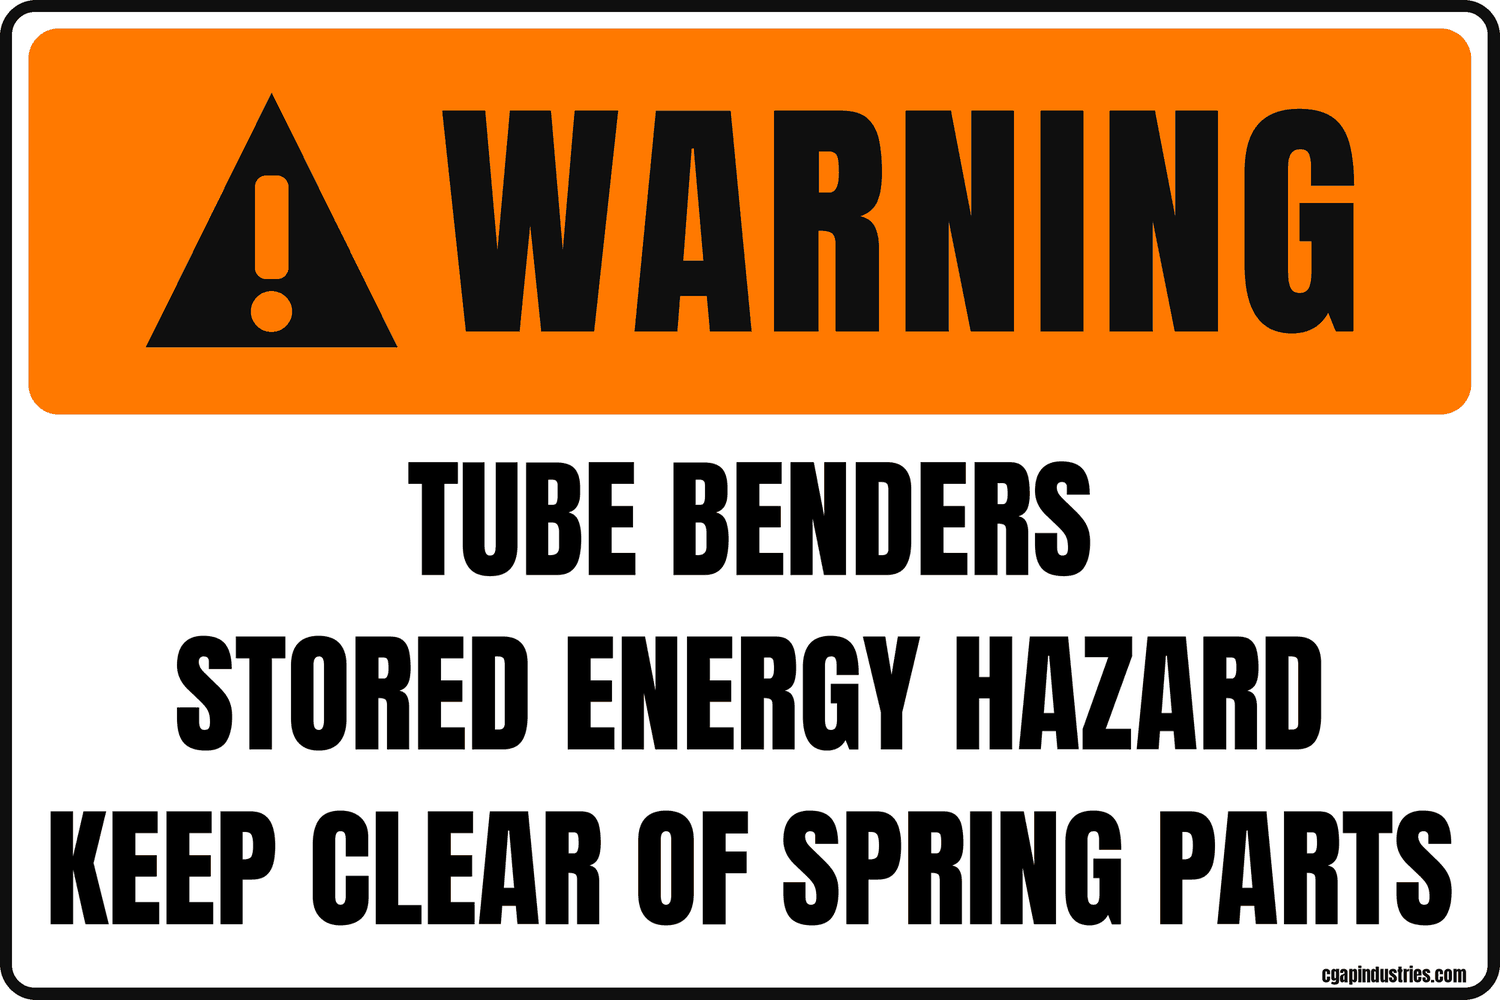 WARNING
TUBE BENDERS
STORED ENERGY HAZARD
KEEP CLEAR OF SPRING PARTS
cgapindustries.com